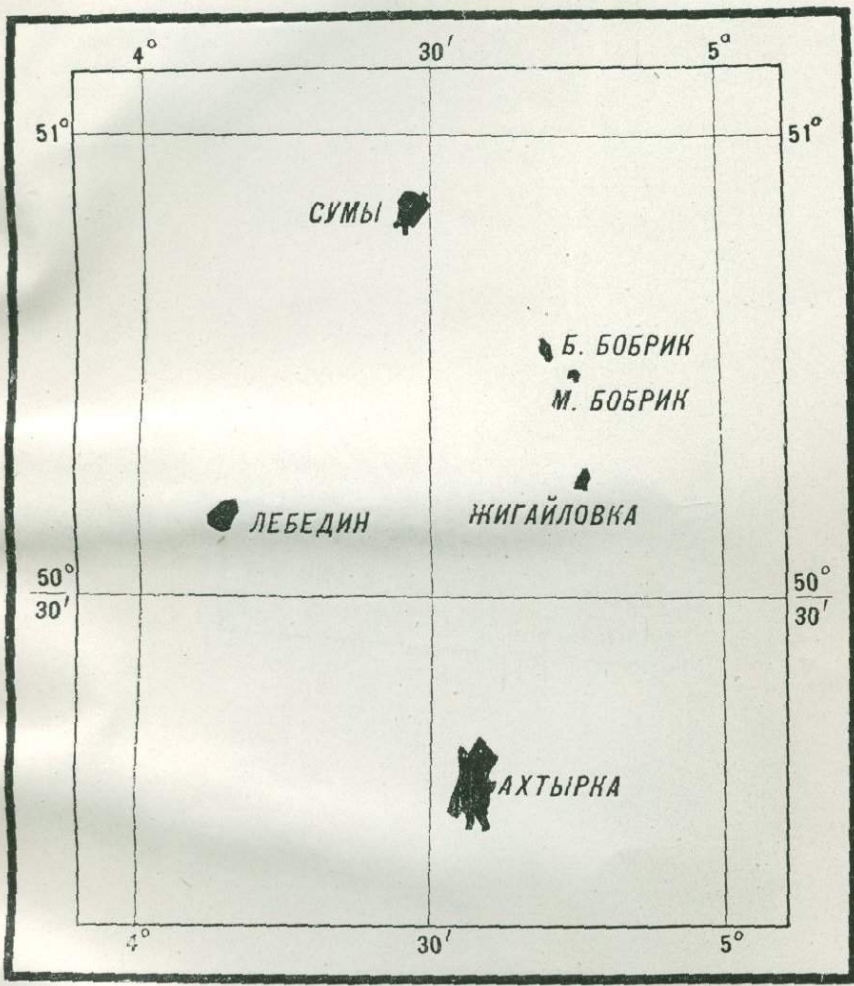 4° 30′ 5°
51° 51°
СУМЫ
Б. БОБРИК
М. БОБРИК
ЖИГАЙЛОВКА
ЛЕБЕДИН
50° 50°
30′ 30′
АХТЫРКА
4° 30′ 5°